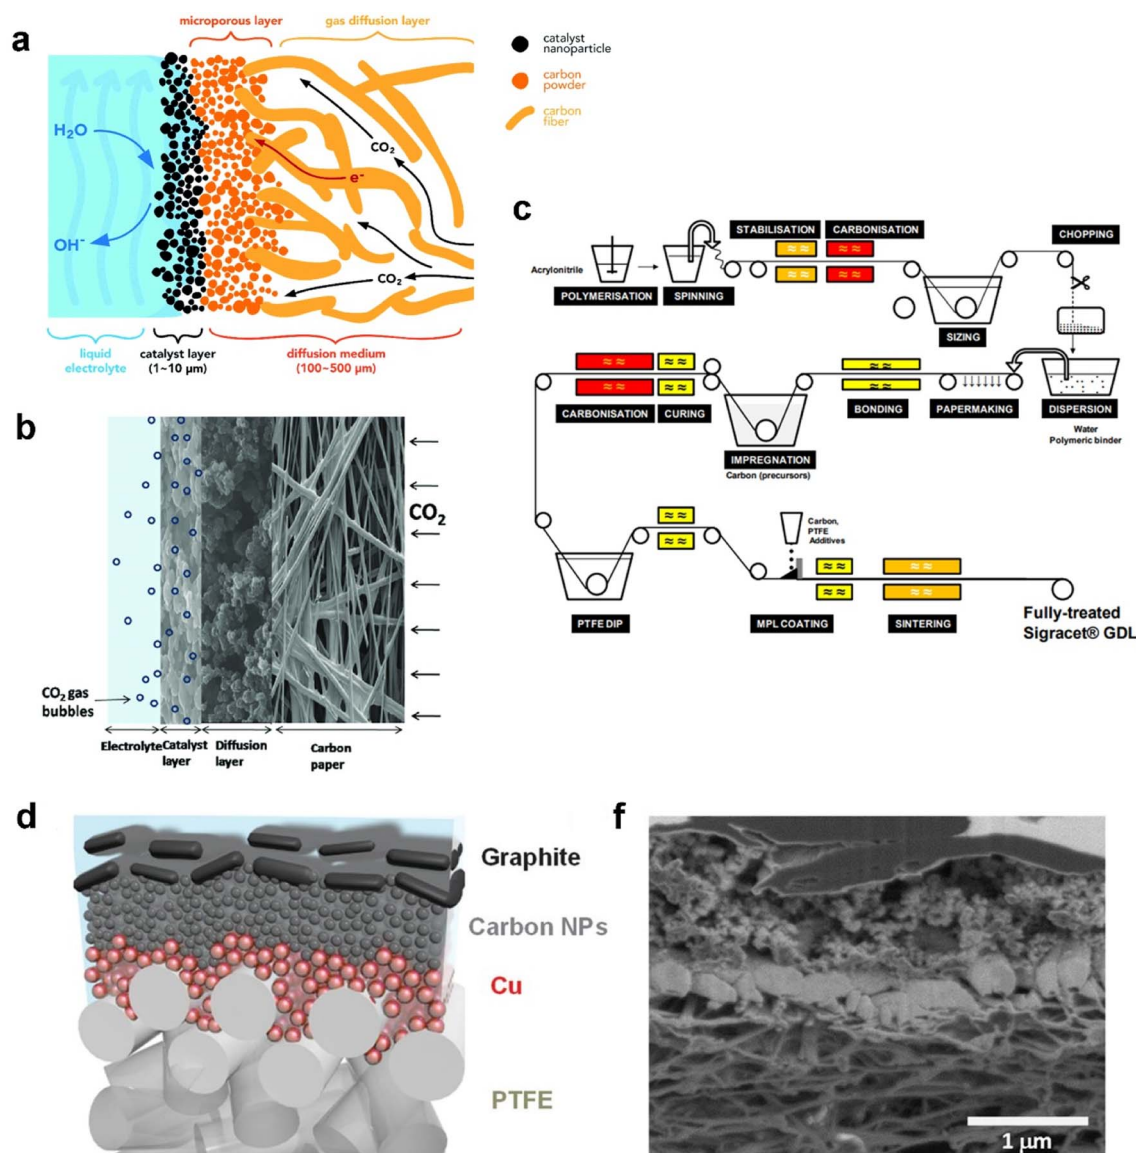 a
microporous layer
gas diffusion layer
catalyst
nanoparticle
carbon
powder
carbon
fiber
H₂O
OH⁻
CO₂
e⁻
CO₂
liquid
electrolyte
catalyst layer
(1~10 μm)
diffusion medium
(100~500 μm)
b
CO₂
CO₂ gas
bubbles
Electrolyte
Catalyst
layer
Diffusion
layer
Carbon
paper
c
Acrylonitrile
POLYMERISATION
SPINNING
STABILISATION
CARBONISATION
SIZING
CHOPPING
CARBONISATION
CURING
IMPREGNATION
Carbon (precursors)
BONDING
PAPERMAKING
DISPERSION
Water
Polymeric binder
PTFE DIP
Carbon,
PTFE
Additives
MPL COATING
SINTERING
Fully-treated
Sigracet® GDL
d
Graphite
Carbon NPs
Cu
PTFE
f
1 μm